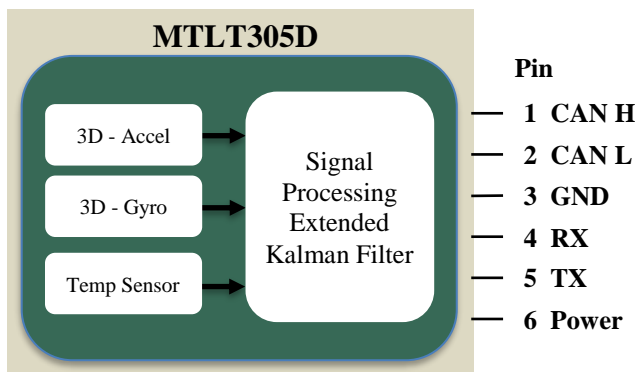 MTLT305D
3D - Accel
3D - Gyro
Temp Sensor
Signal
Processing
Extended
Kalman Filter
Pin
1 CAN H
2 CAN L
3 GND
4 RX
5 TX
6 Power